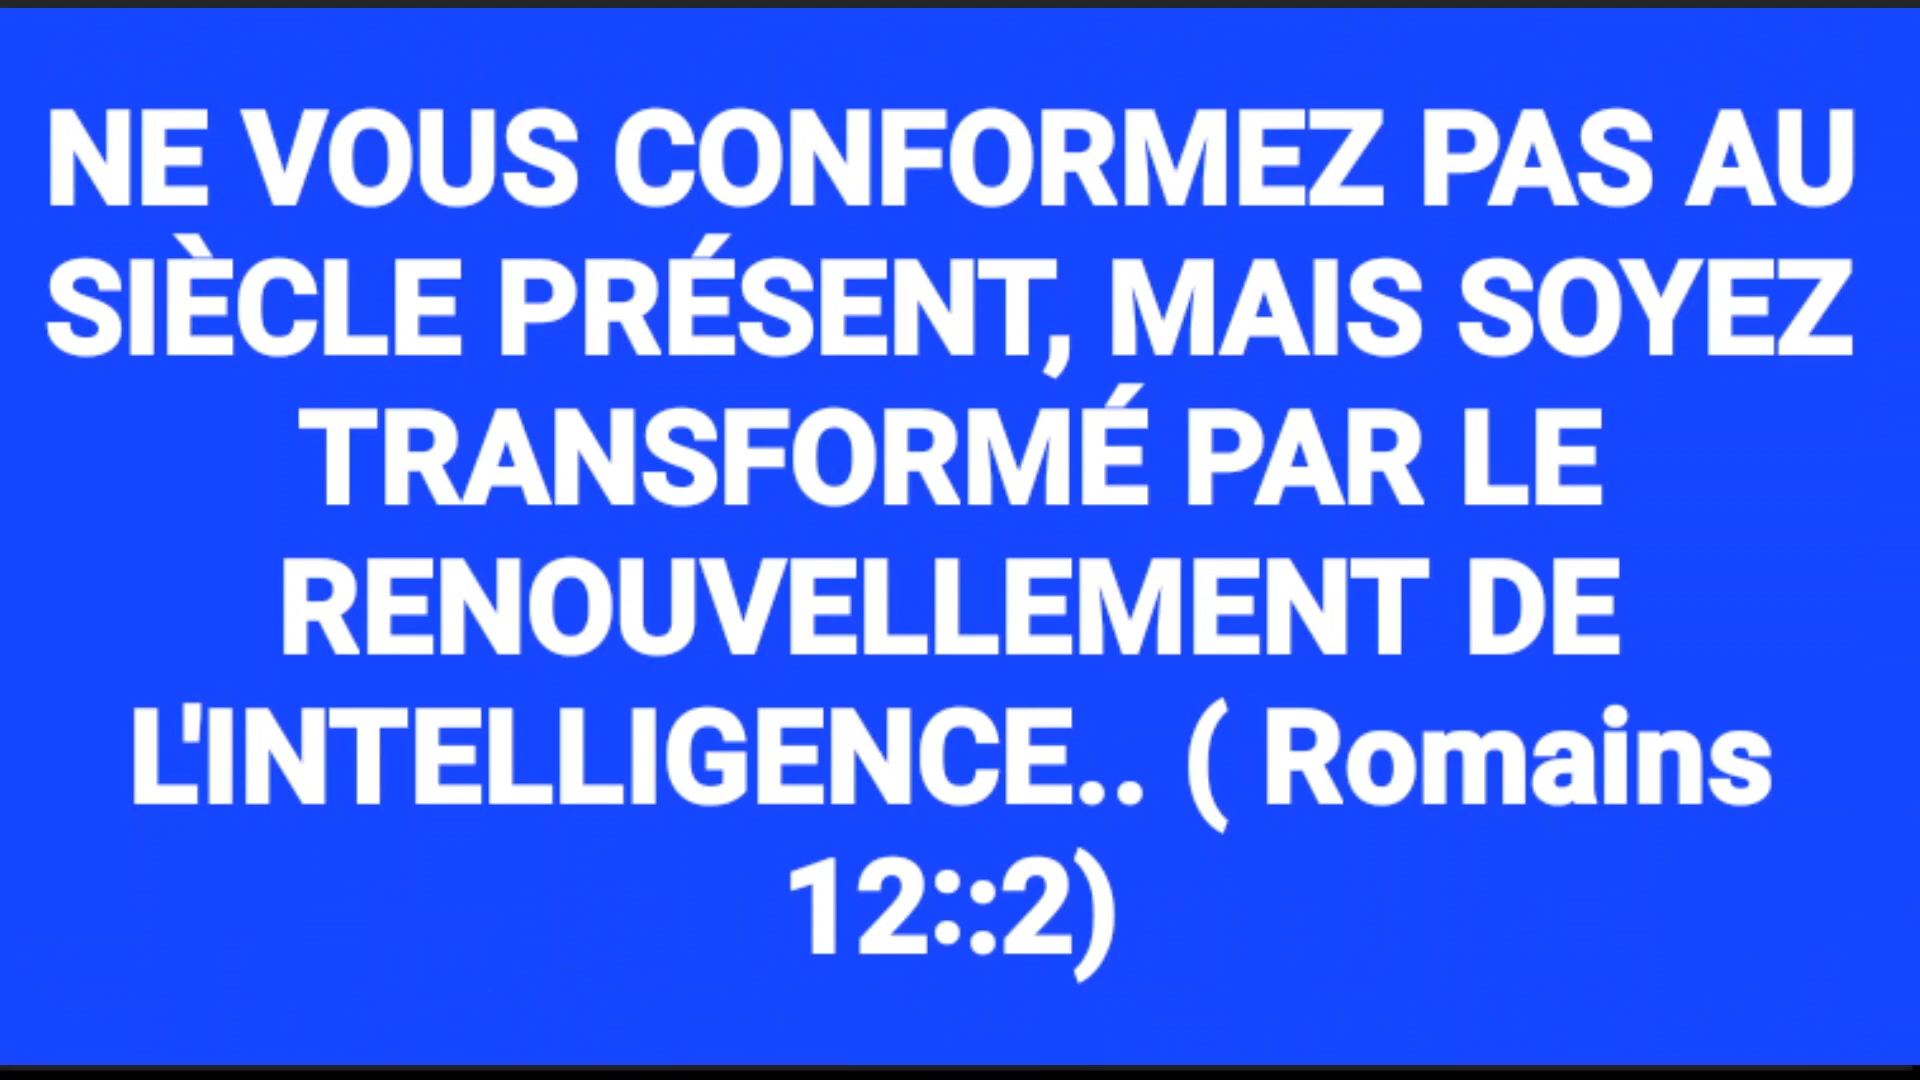 NE VOUS CONFORMEZ PAS AU
SIÈCLE PRÉSENT, MAIS SOYEZ
TRANSFORMÉ PAR LE
RENOUVELLEMENT DE
L'INTELLIGENCE.. ( Romains
12::2)